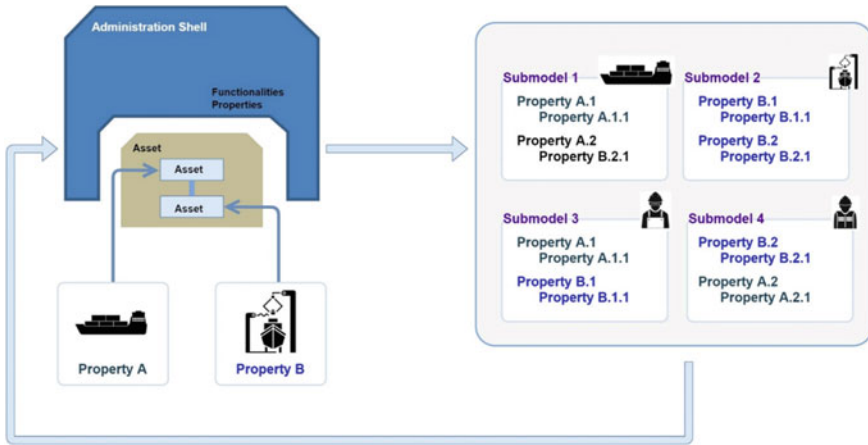 Administration Shell
Functionalities
Properties
Asset
Asset
Asset
Property A
Property B
Submodel 1
Property A.1
Property A.1.1
Property A.2
Property B.2.1
Submodel 2
Property B.1
Property B.1.1
Property B.2
Property B.2.1
Submodel 3
Property A.1
Property A.1.1
Property B.1
Property B.1.1
Submodel 4
Property B.2
Property B.2.1
Property A.2
Property A.2.1